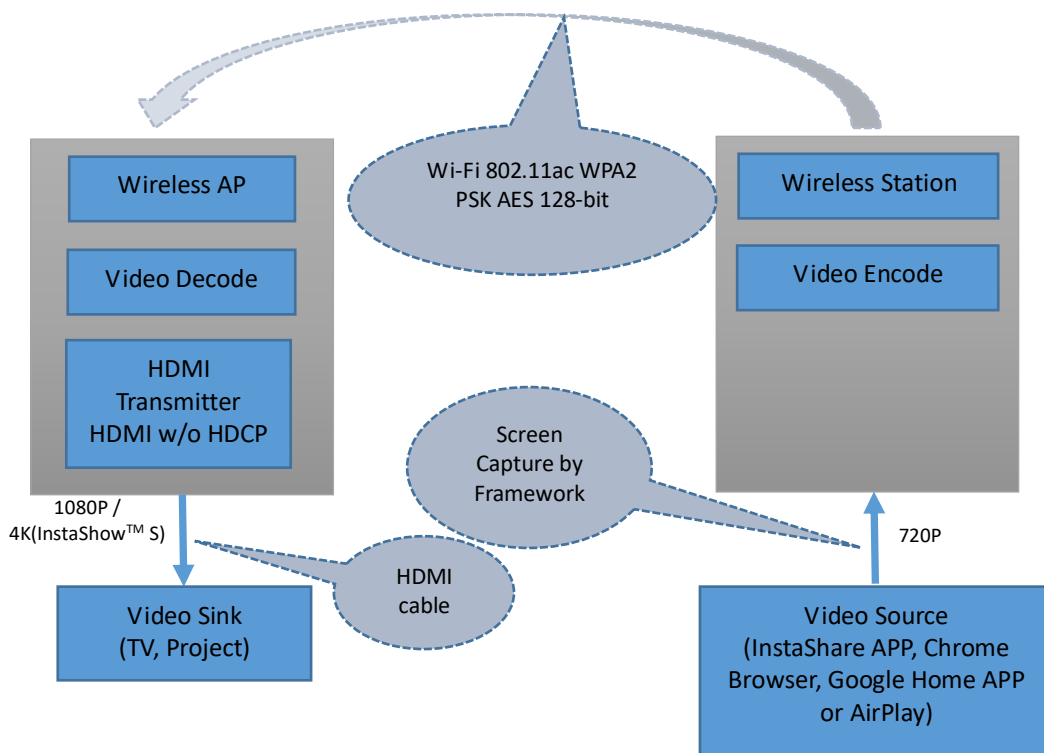 Wireless AP
Video Decode
HDMI
Transmitter
HDMI w/o HDCP
1080P /
4K(InstaShow™ S)
Video Sink
(TV, Project)
Wi-Fi 802.11ac WPA2
PSK AES 128-bit
Screen
Capture by
Framework
HDMI
cable
Wireless Station
Video Encode
720P
Video Source
(InstaShare APP, Chrome
Browser, Google Home APP
or AirPlay)